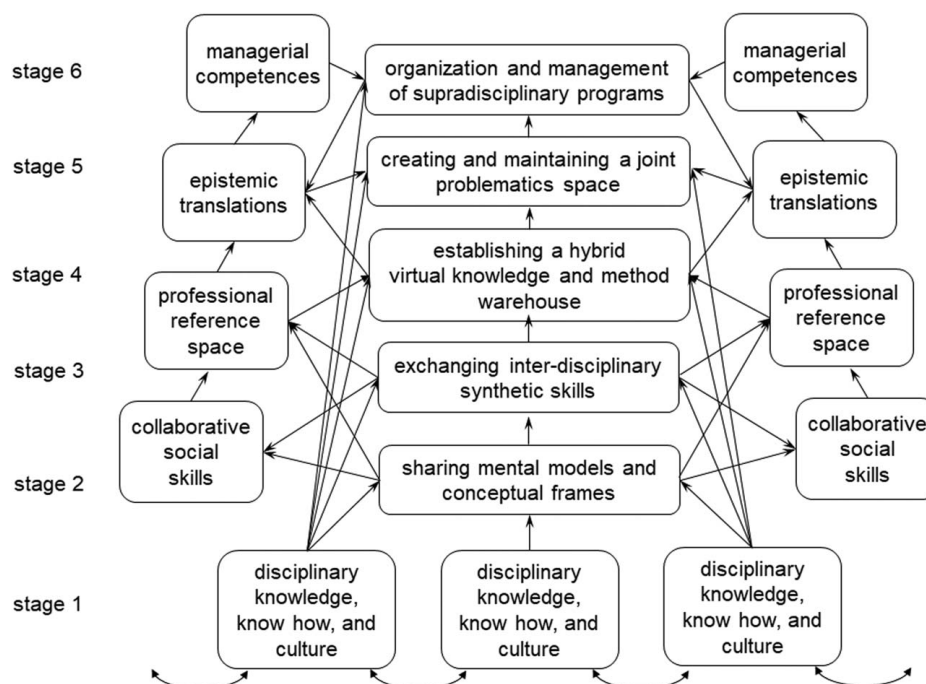 stage 6
managerial
competences
organization and management
of supradisciplinary programs
managerial
competences
stage 5
epistemic
translations
creating and maintaining a joint
problematics space
epistemic
translations
stage 4
professional
reference
space
establishing a hybrid
virtual knowledge and method
warehouse
professional
reference
space
stage 3
exchanging inter-disciplinary
synthetic skills
collaborative
social
skills
collaborative
social
skills
stage 2
sharing mental models and
conceptual frames
stage 1
disciplinary
knowledge,
know how, and
culture
disciplinary
knowledge,
know how, and
culture
disciplinary
knowledge,
know how, and
culture